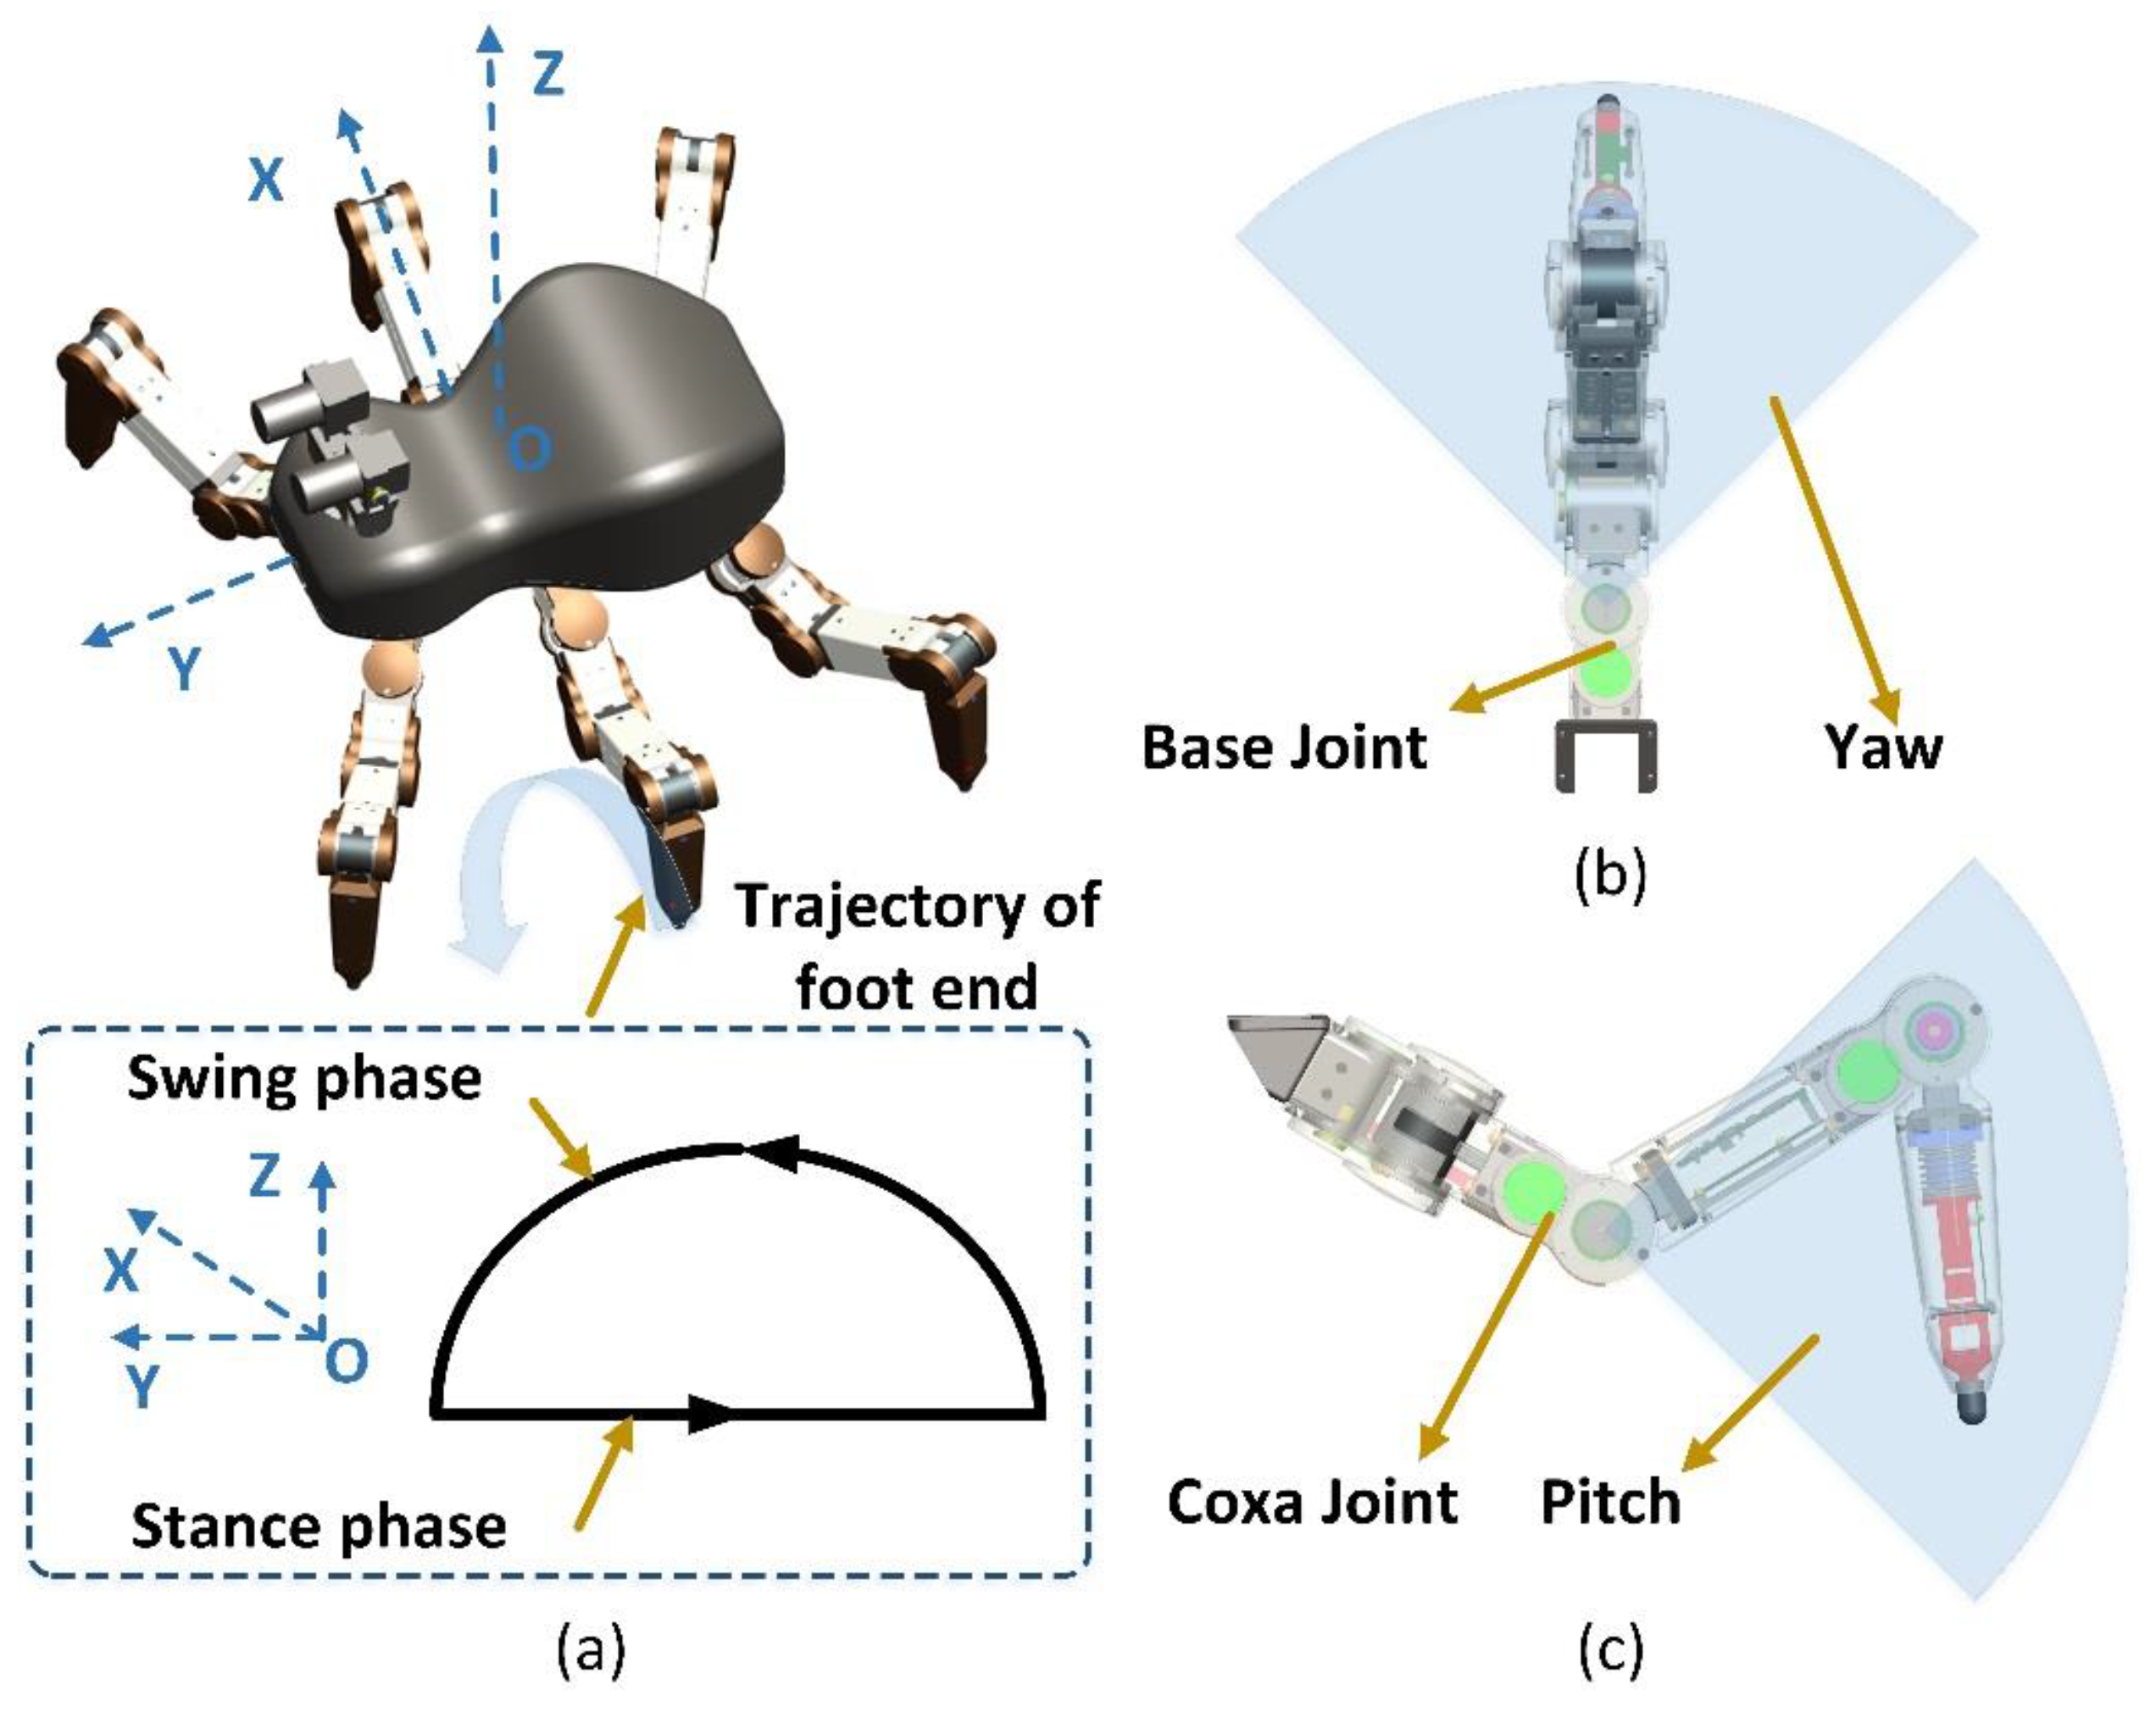 Z
X
O
Y
Trajectory of
foot end
Swing phase
Z
X
Y
O
Stance phase
(a)
Base Joint
Yaw
(b)
Coxa Joint
Pitch
(c)